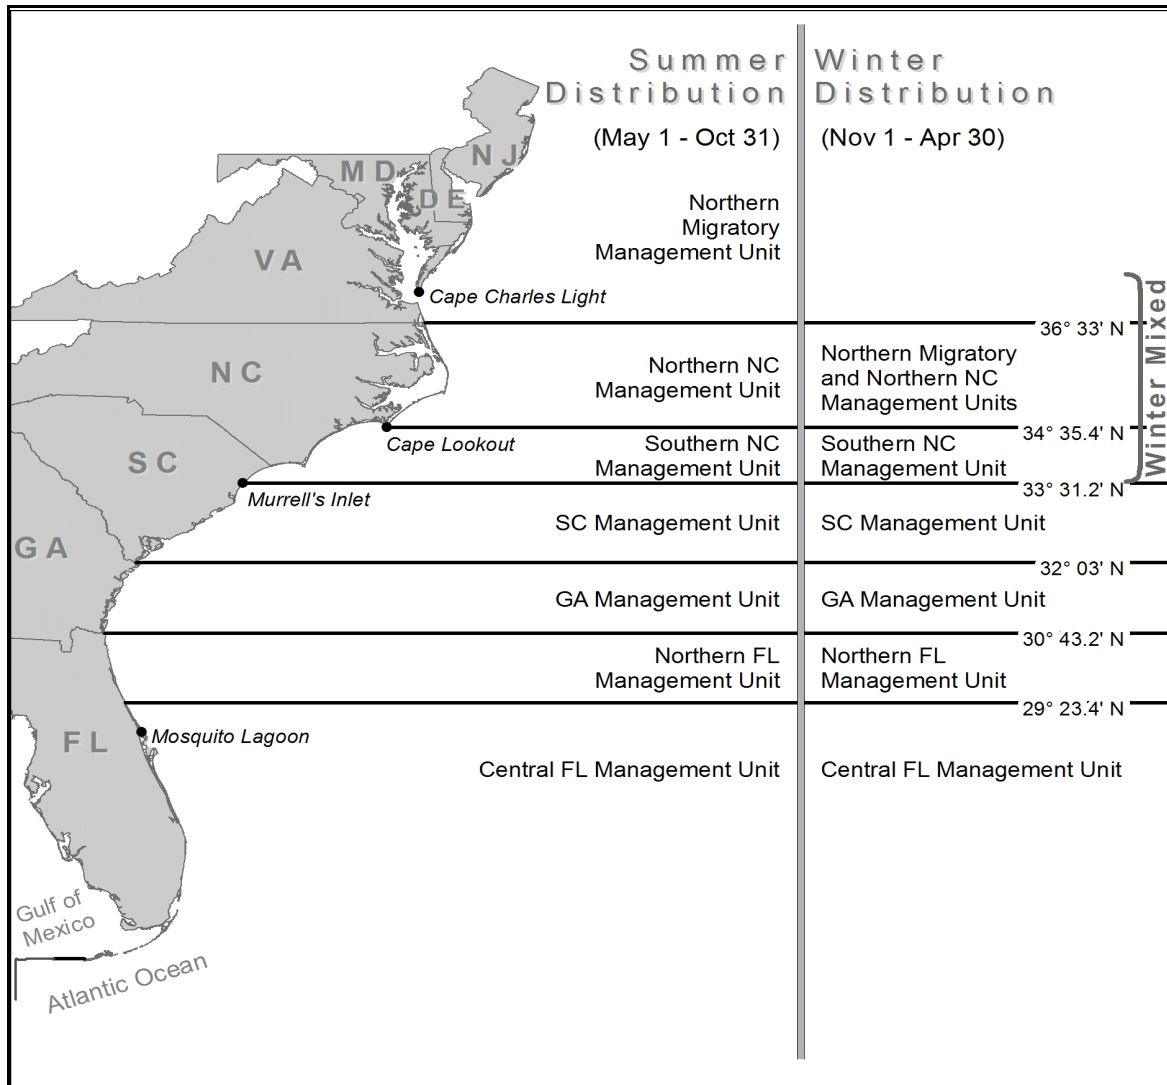 Summer
Distribution
(May 1 - Oct 31)
Winter
Distribution
(Nov 1 - Apr 30)
N J
M D
D E
V A
N C
S C
G A
F L
Cape Charles Light
Cape Lookout
Murrell's Inlet
Mosquito Lagoon
Gulf of
Mexico
Atlantic Ocean
Northern
Migratory
Management Unit
36° 33' N
Northern NC
Management Unit
Northern Migratory
and Northern NC
Management Units
34° 35.4' N
Southern NC
Management Unit
Southern NC
Management Unit
33° 31.2' N
Winter Mixed
SC Management Unit
SC Management Unit
32° 03' N
GA Management Unit
GA Management Unit
30° 43.2' N
Northern FL
Management Unit
Northern FL
Management Unit
29° 23.4' N
Central FL Management Unit
Central FL Management Unit